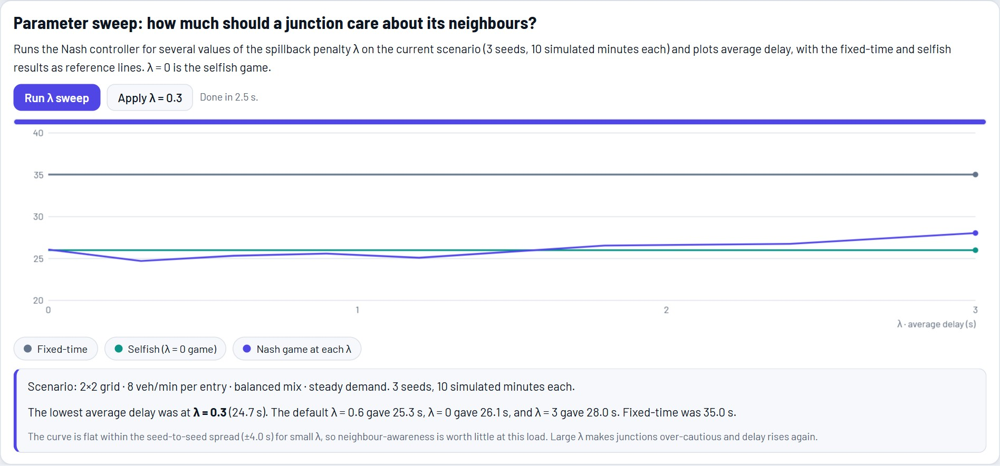 Parameter sweep: how much should a junction care about its neighbours?
Runs the Nash controller for several values of the spillback penalty λ on the current scenario (3 seeds, 10 simulated minutes each) and plots average delay, with the fixed-time and selfish
results as reference lines. λ = 0 is the selfish game.
Run λ sweep
Apply λ = 0.3
Done in 2.5 s.
40
35
30
25
20
0
1
2
3
λ · average delay (s)
Fixed-time
Selfish (λ = 0 game)
Nash game at each λ
Scenario: 2×2 grid · 8 veh/min per entry · balanced mix · steady demand. 3 seeds, 10 simulated minutes each.
The lowest average delay was at λ = 0.3 (24.7 s). The default λ = 0.6 gave 25.3 s, λ = 0 gave 26.1 s, and λ = 3 gave 28.0 s. Fixed-time was 35.0 s.
The curve is flat within the seed-to-seed spread (±4.0 s) for small λ, so neighbour-awareness is worth little at this load. Large λ makes junctions over-cautious and delay rises again.